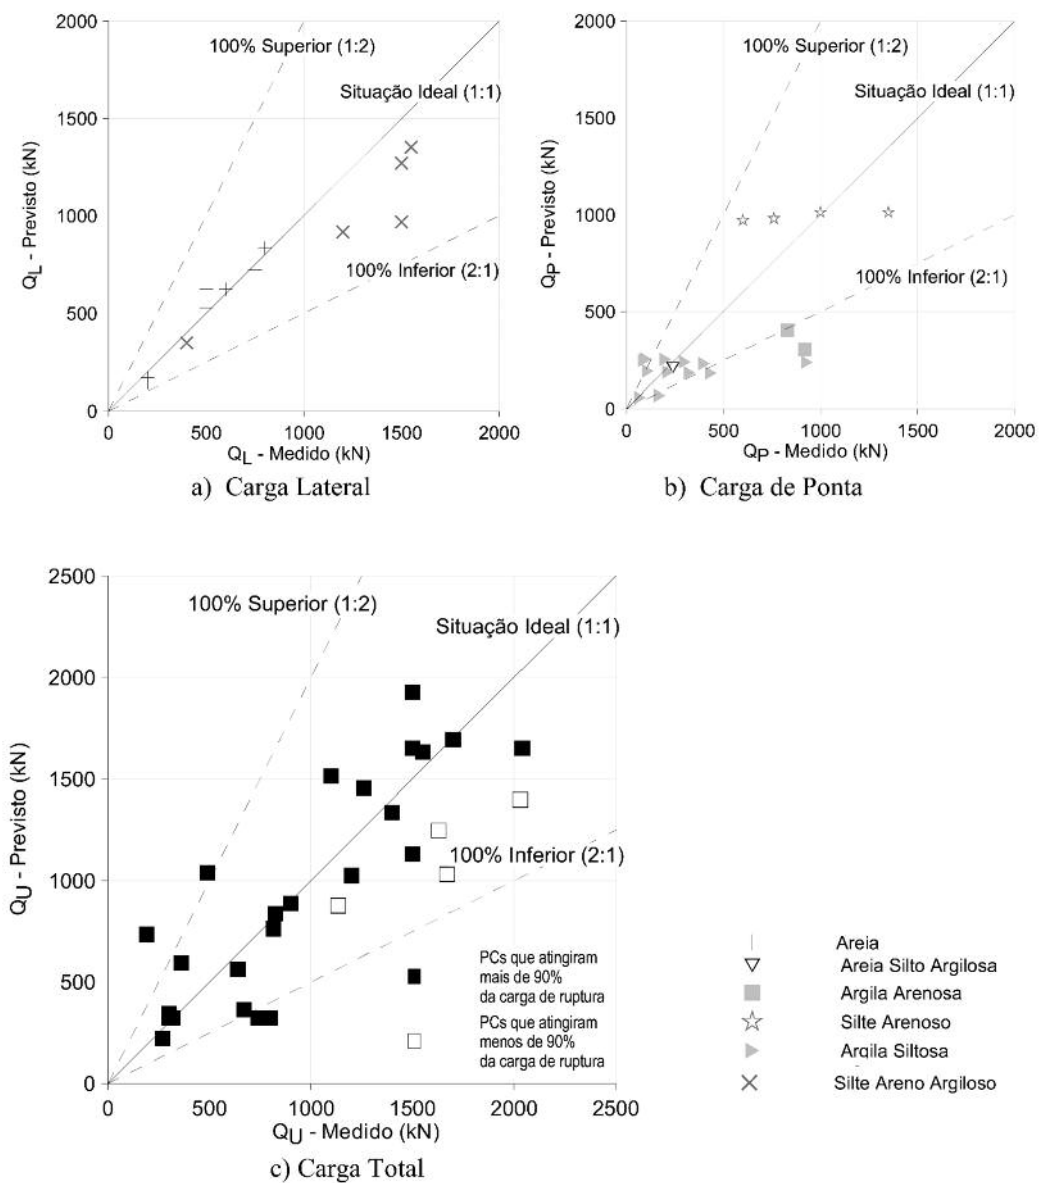 2000
100% Superior (1:2)
Situação Ideal (1:1)
1500
1000
100% Inferior (2:1)
500
0
0 500 1000 1500 2000
QL - Previsto (kN)
QL - Medido (kN)
a) Carga Lateral
2000
100% Superior (1:2)
Situação Ideal (1:1)
1500
1000
100% Inferior (2:1)
500
0
0 500 1000 1500 2000
QP - Previsto (kN)
QP - Medido (kN)
b) Carga de Ponta
2500
100% Superior (1:2)
Situação Ideal (1:1)
2000
1500
100% Inferior (2:1)
1000
500
0
0 500 1000 1500 2000 2500
QU - Previsto (kN)
QU - Medido (kN)
PCs que atingiram
mais de 90%
da carga de ruptura
PCs que atingiram
menos de 90%
da carga de ruptura
c) Carga Total
Areia
Areia Silto Argilosa
Argila Arenosa
Silte Arenoso
Argila Siltosa
Silte Areno Argiloso